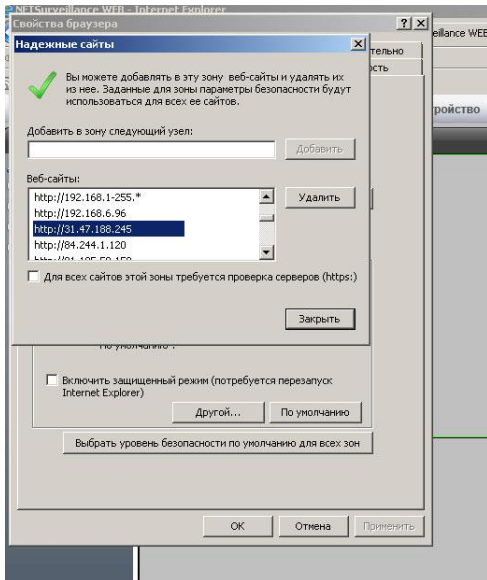 NETSurveillance WEB - Internet Explorer
Свойства браузера
Надежные сайты
eillance WEB
тельно
ость
Вы можете добавлять в эту зону веб-сайты и удалять их
из нее. Заданные для зоны параметры безопасности будут
использоваться для всех ее сайтов.
ройство
Добавить в зону следующий узел:
Добавить
Веб-сайты:
http://192.168.1-255.*
Удалить
http://192.168.6.96
http://31.47.188.245
http://84.244.1.120
Для всех сайтов этой зоны требуется проверка серверов (https:)
Закрыть
Включить защищенный режим (потребуется перезапуск
Internet Explorer)
Другой...
По умолчанию
Выбрать уровень безопасности по умолчанию для всех зон
OK
Отмена
Применить